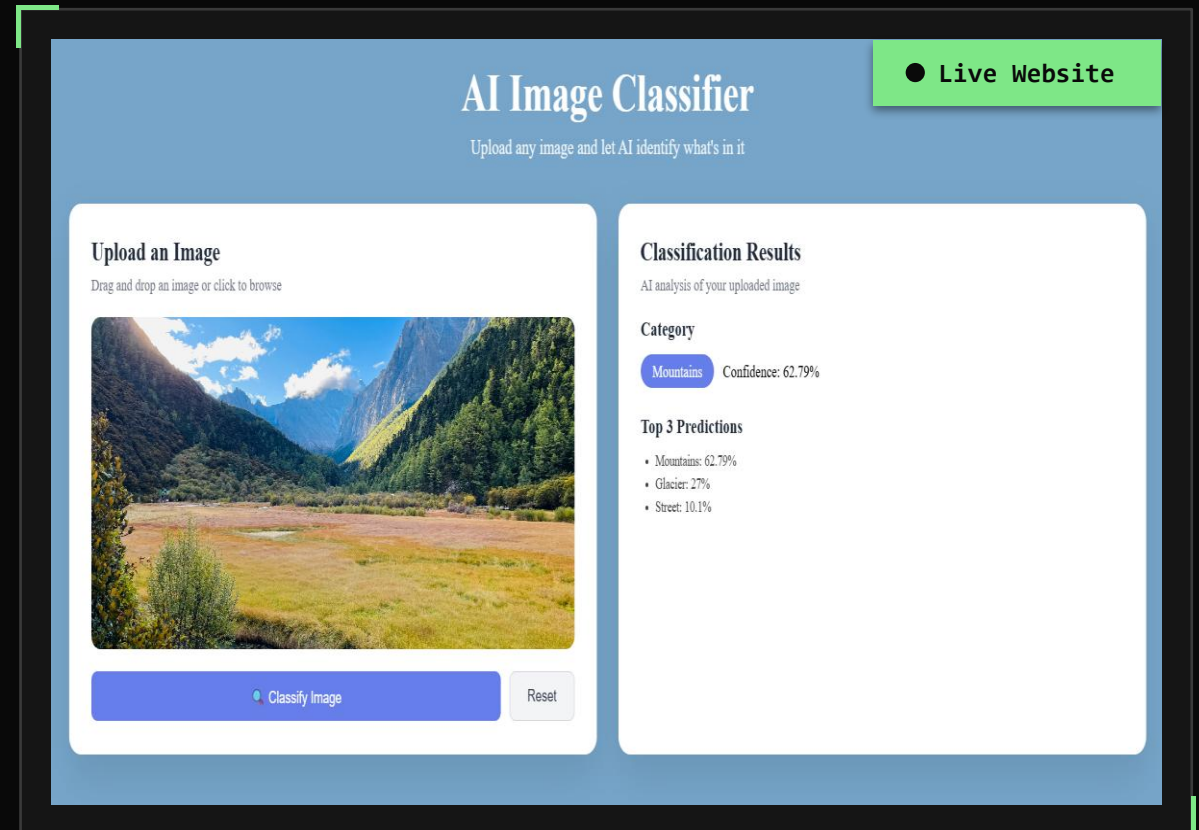 ● Live Website
AI Image Classifier
Upload any image and let AI identify what's in it
Upload an Image
Drag and drop an image or click to browse
🔍 Classify Image
Reset
Classification Results
AI analysis of your uploaded image
Category
Mountains Confidence: 62.79%
Top 3 Predictions
• Mountains: 62.79%
• Glacier: 27%
• Street: 10.1%